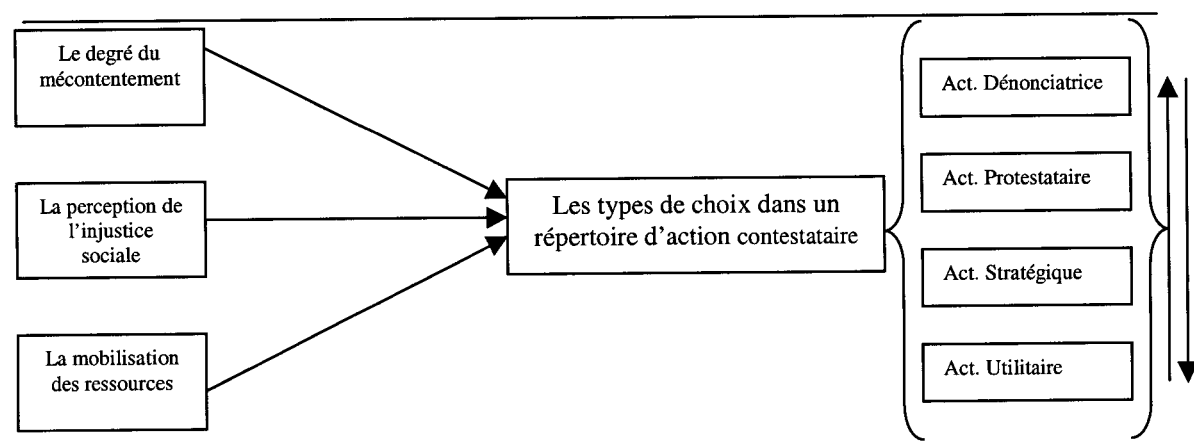 Le degré du
mécontentement
La perception de
l'injustice
sociale
La mobilisation
des ressources
Les types de choix dans un
répertoire d'action contestataire
Act. Dénonciatrice
Act. Protestataire
Act. Stratégique
Act. Utilitaire